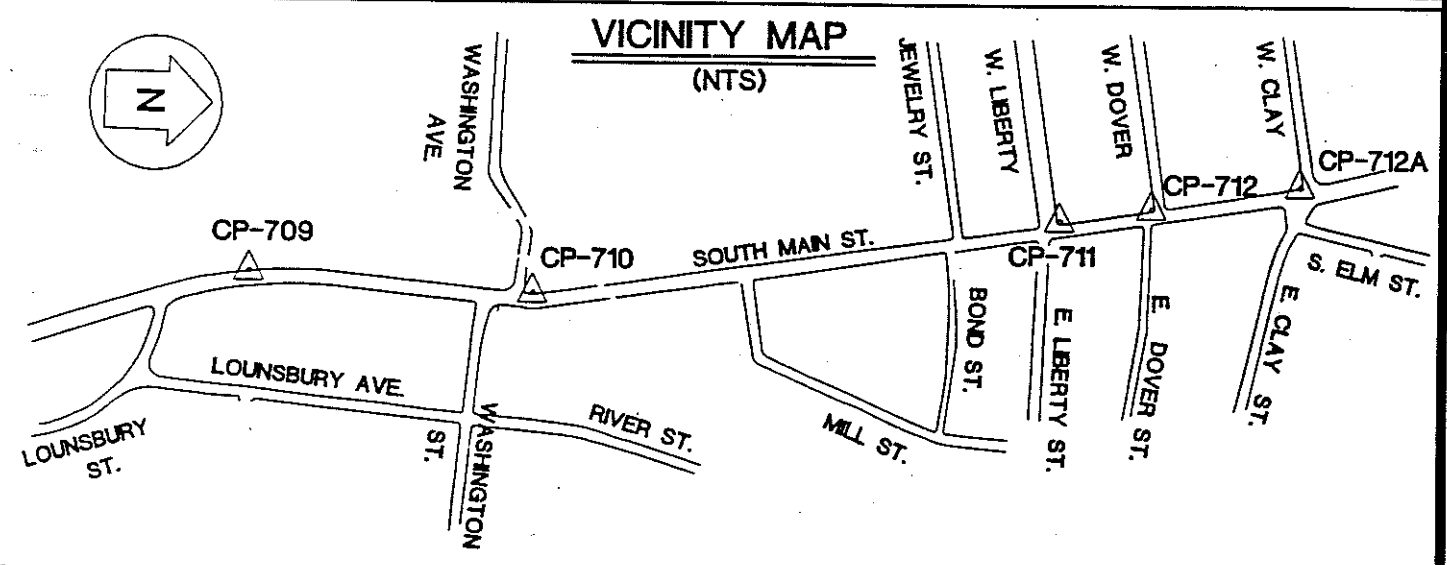 VICINITY MAP
(NTS)
N
WASHINGTON
AVE.
JEWELRY ST.
W. LIBERTY
W. DOVER
W. CLAY
CP-712A
CP-712
CP-709
CP-710
SOUTH MAIN ST.
CP-711
S. ELM ST.
BOND ST.
E. LIBERTY ST.
E. DOVER ST.
E. CLAY ST.
LOUNSBURY AVE.
RIVER ST.
MILL ST.
LOUNSBURY
ST.
WASHINGTON
ST.